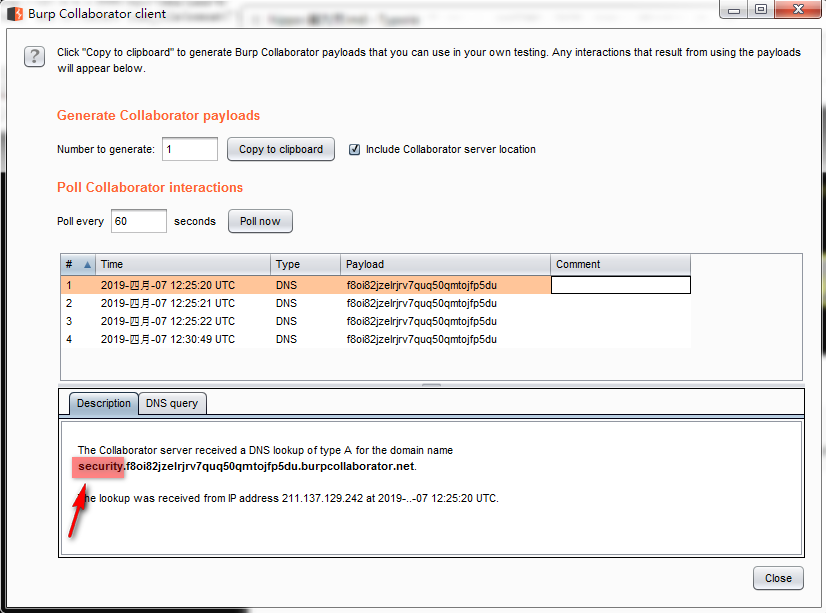 Burp Collaborator client
Click "Copy to clipboard" to generate Burp Collaborator payloads that you can use in your own testing. Any interactions that result from using the payloads
will appear below.
Generate Collaborator payloads
Number to generate: 1 Copy to clipboard Include Collaborator server location
Poll Collaborator interactions
Poll every 60 seconds Poll now
# Time Type Payload Comment
1 2019-四月-07 12:25:20 UTC DNS f8oi82jzelrjrv7quq50qmtojfp5du
2 2019-四月-07 12:25:21 UTC DNS f8oi82jzelrjrv7quq50qmtojfp5du
3 2019-四月-07 12:25:22 UTC DNS f8oi82jzelrjrv7quq50qmtojfp5du
4 2019-四月-07 12:30:49 UTC DNS f8oi82jzelrjrv7quq50qmtojfp5du
Description DNS query
The Collaborator server received a DNS lookup of type A for the domain name
security.f8oi82jzelrjrv7quq50qmtojfp5du.burpcollaborator.net.
The lookup was received from IP address 211.137.129.242 at 2019-..-07 12:25:20 UTC.
Close